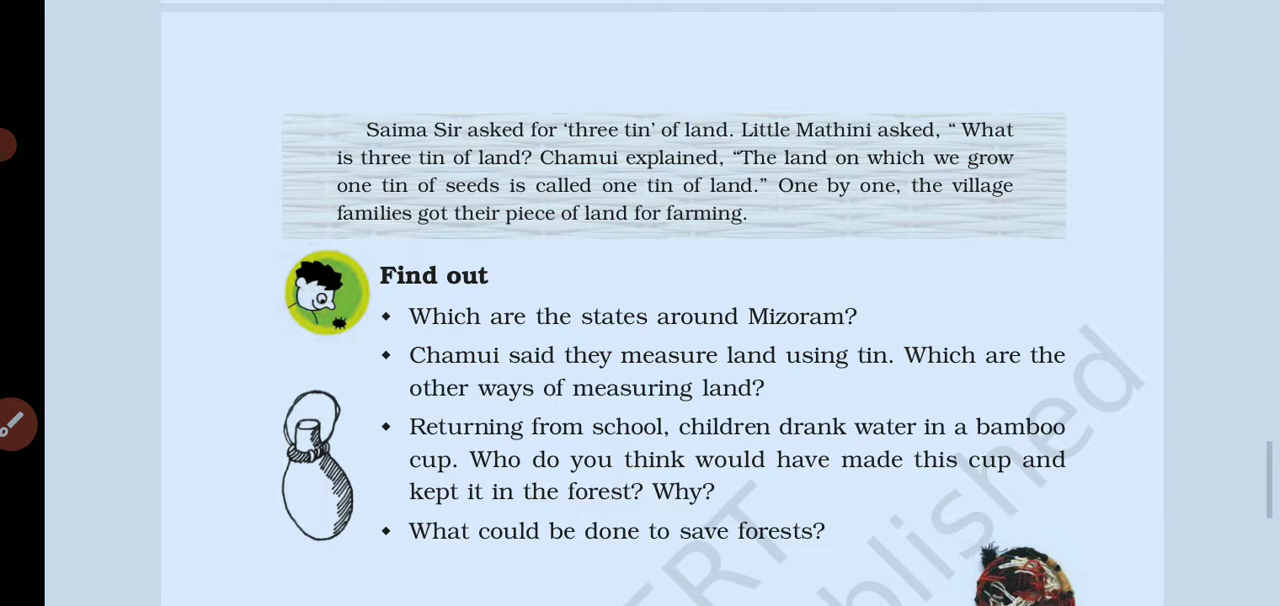 Saima Sir asked for ‘three tin’ of land. Little Mathini asked, “ What
is three tin of land? Chamui explained, “The land on which we grow
one tin of seeds is called one tin of land.” One by one, the village
families got their piece of land for farming.
Find out
◆ Which are the states around Mizoram?
◆ Chamui said they measure land using tin. Which are the
other ways of measuring land?
◆ Returning from school, children drank water in a bamboo
cup. Who do you think would have made this cup and
kept it in the forest? Why?
◆ What could be done to save forests?